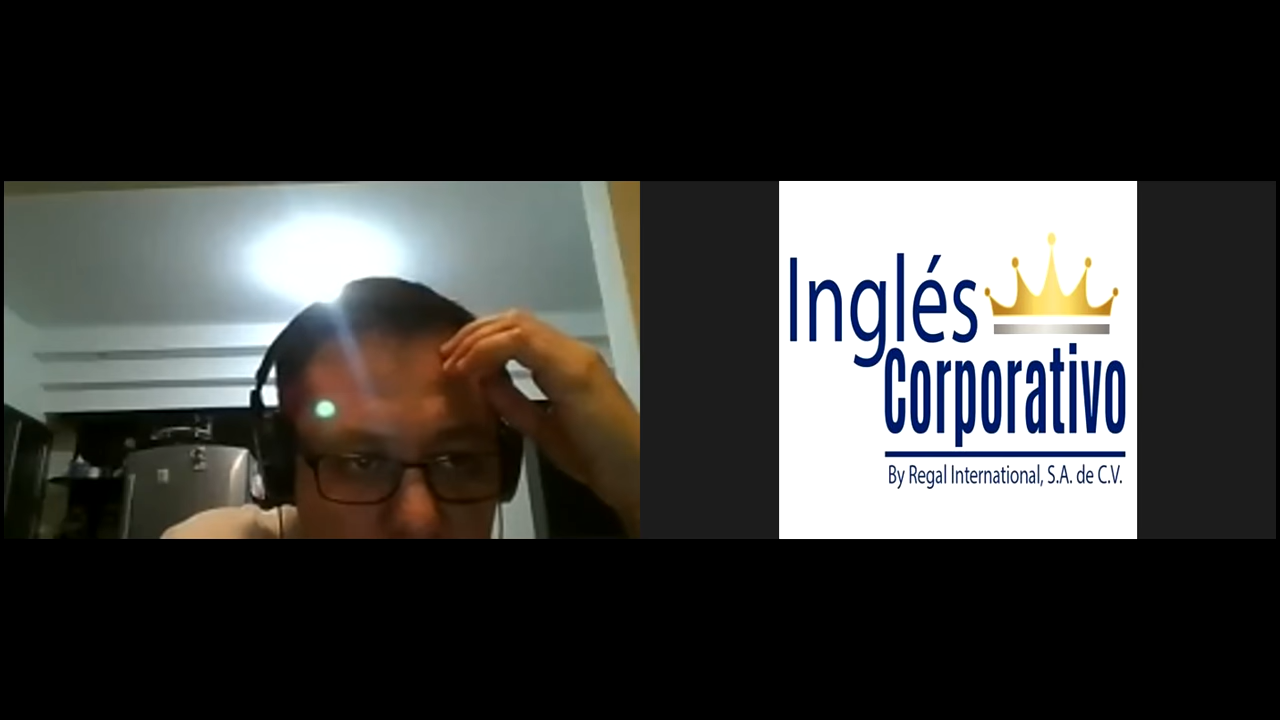 Inglés
Corporativo
By Regal International, S.A. de C.V.